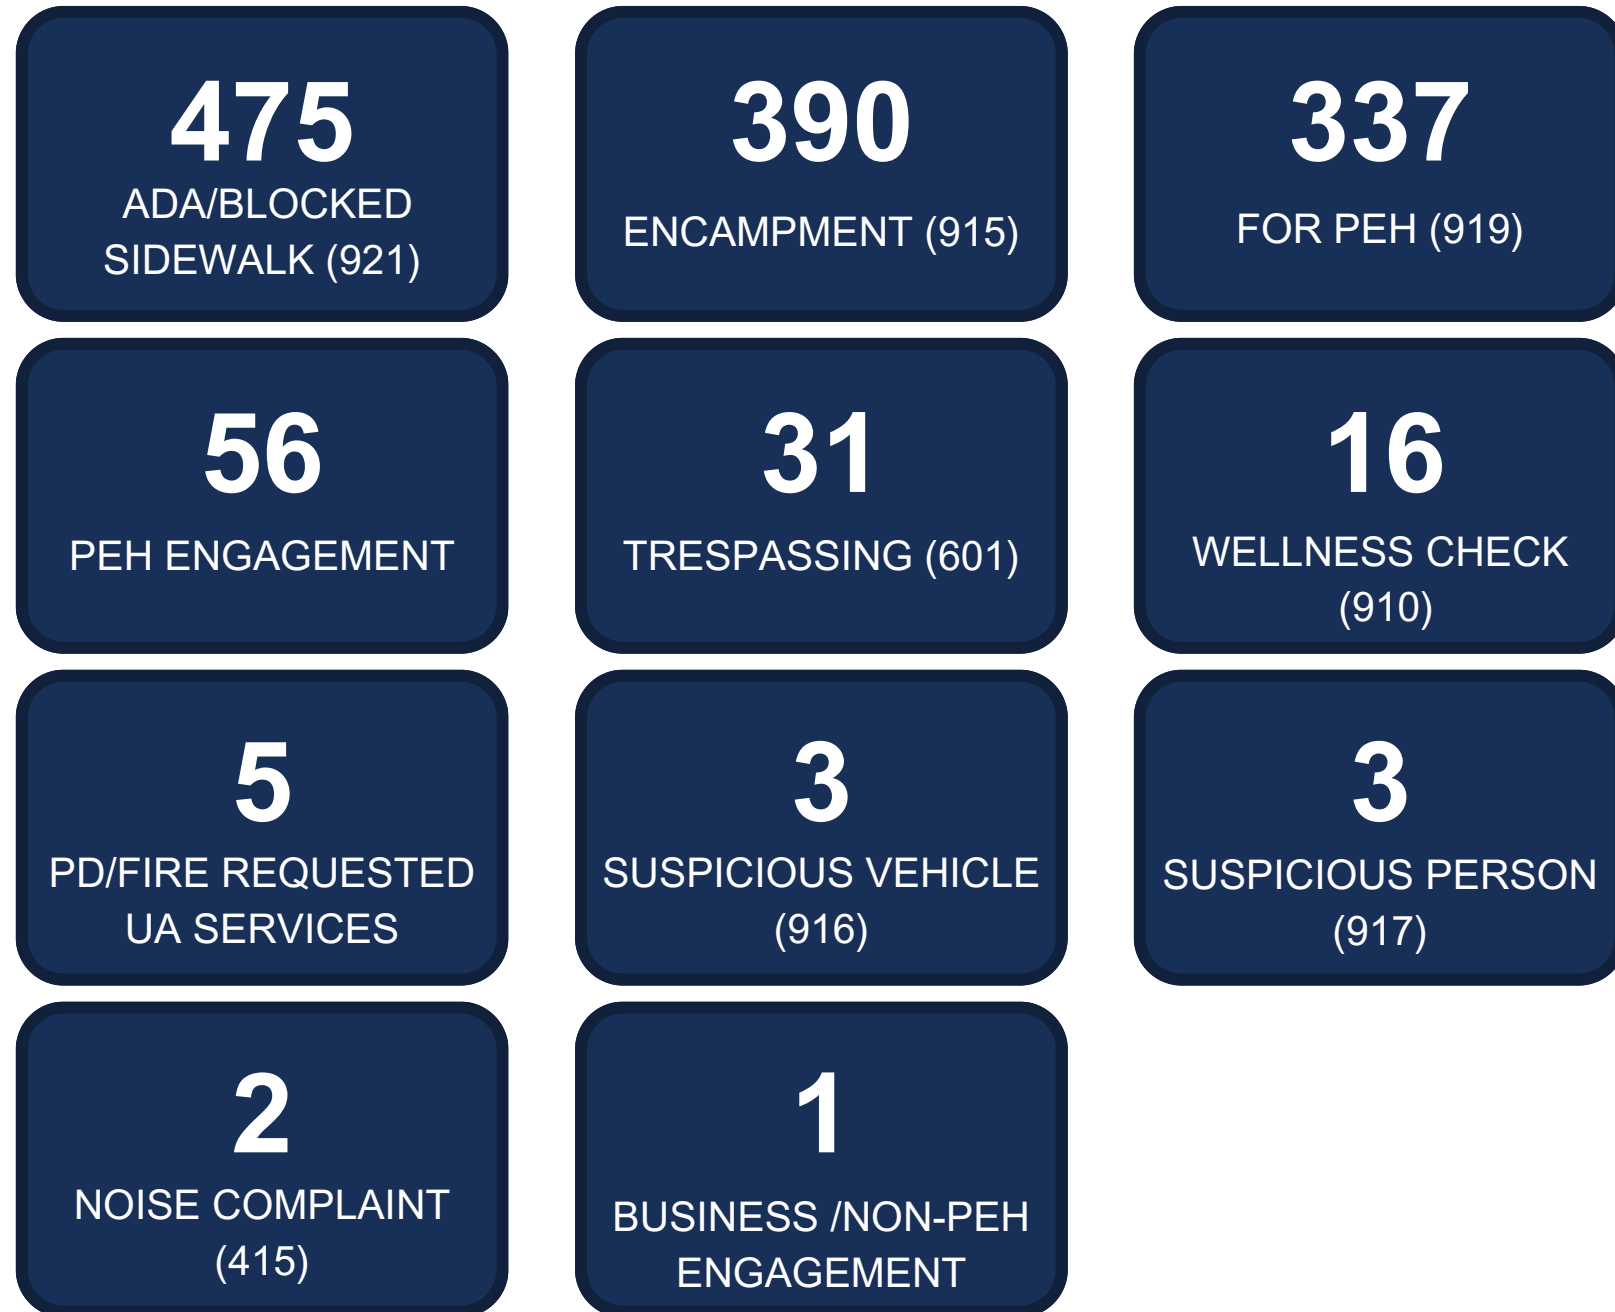 475
ADA/BLOCKED
SIDEWALK (921)
390
ENCAMPMENT (915)
337
FOR PEH (919)
56
PEH ENGAGEMENT
31
TRESPASSING (601)
16
WELLNESS CHECK
(910)
5
PD/FIRE REQUESTED
UA SERVICES
3
SUSPICIOUS VEHICLE
(916)
3
SUSPICIOUS PERSON
(917)
2
NOISE COMPLAINT
(415)
1
BUSINESS /NON-PEH
ENGAGEMENT